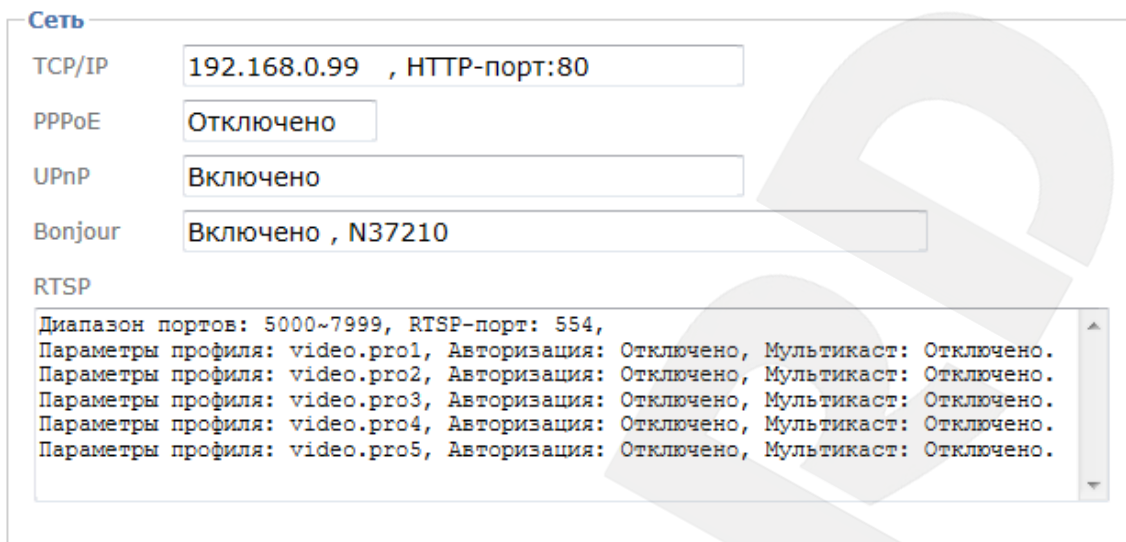 Сеть
TCP/IP 192.168.0.99 , HTTP-порт:80
PPPoE Отключено
UPnP Включено
Bonjour Включено , N37210
RTSP
Диапазон портов: 5000~7999, RTSP-порт: 554,
Параметры профиля: video.pro1, Авторизация: Отключено, Мультикаст: Отключено.
Параметры профиля: video.pro2, Авторизация: Отключено, Мультикаст: Отключено.
Параметры профиля: video.pro3, Авторизация: Отключено, Мультикаст: Отключено.
Параметры профиля: video.pro4, Авторизация: Отключено, Мультикаст: Отключено.
Параметры профиля: video.pro5, Авторизация: Отключено, Мультикаст: Отключено.